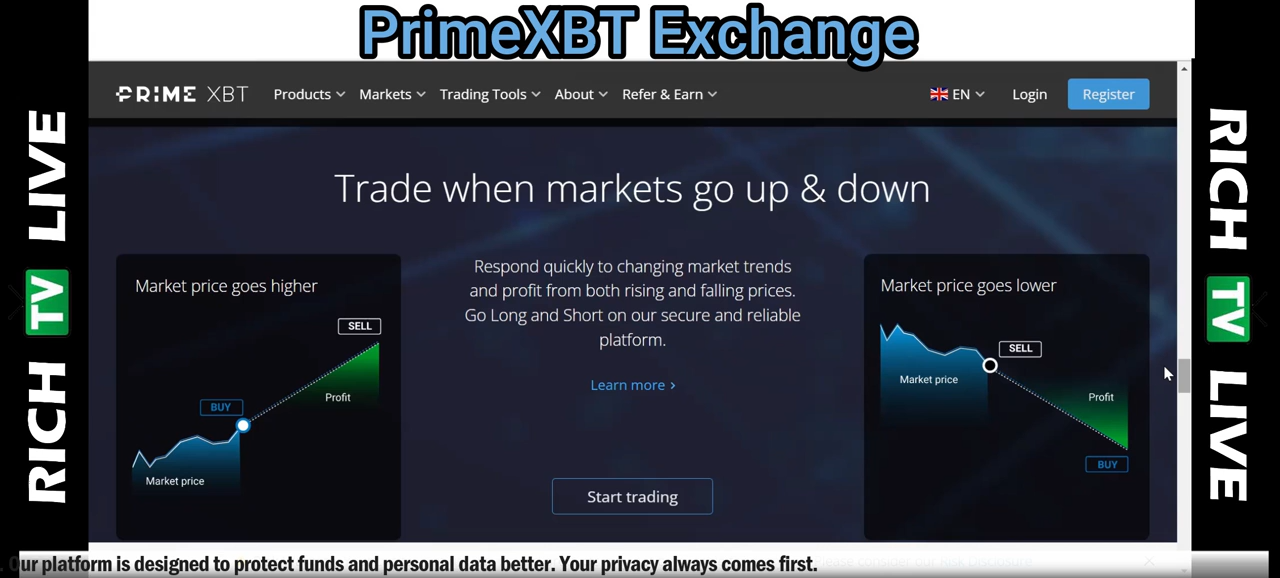 PrimeXBT Exchange
PRIME XBT
Products
Markets
Trading Tools
About
Refer & Earn
EN
Login
Register
Trade when markets go up & down
Market price goes higher
SELL
Profit
BUY
Market price
Respond quickly to changing market trends
and profit from both rising and falling prices.
Go Long and Short on our secure and reliable
platform.
Learn more >
Start trading
Market price goes lower
SELL
Market price
Profit
BUY
RICH TV LIVE
RICH TV LIVE
. Our platform is designed to protect funds and personal data better. Your privacy always comes first.